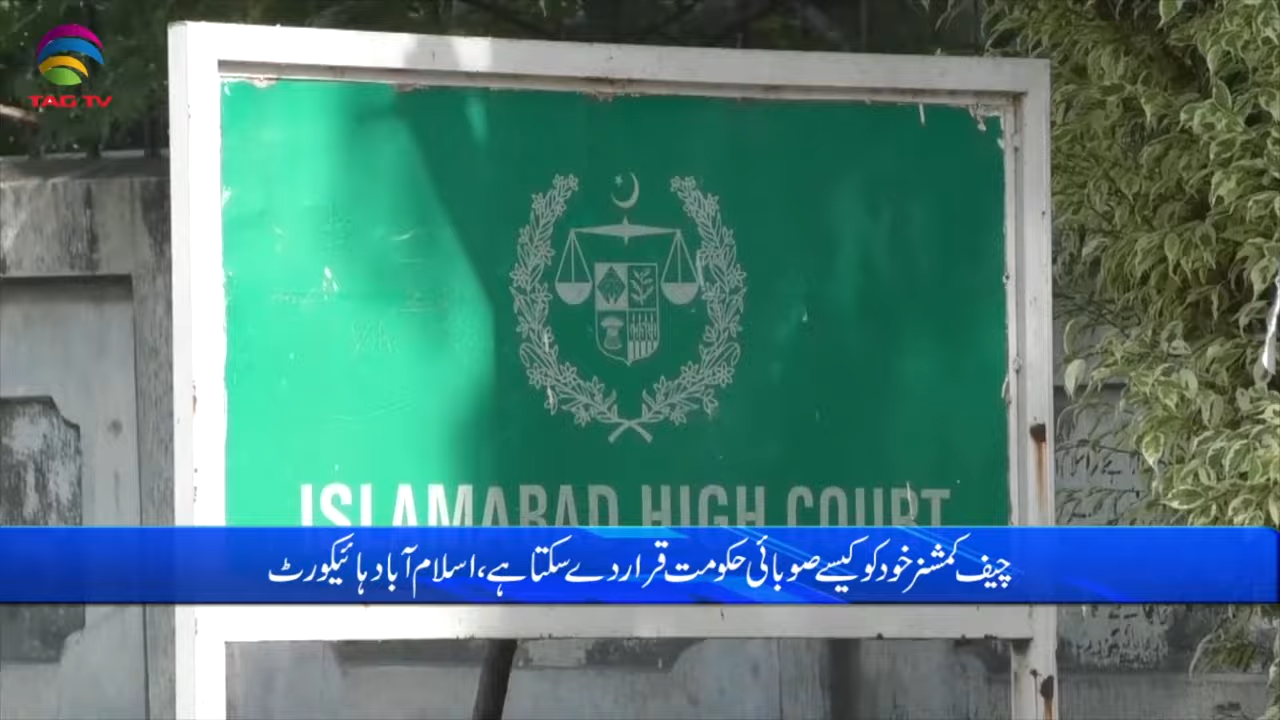 TAG TV
ISLAMABAD HIGH COURT
چیف کمشنر خود کو کیسے صوبائی حکومت قرار دے سکتا ہے، اسلام آباد ہائیکورٹ